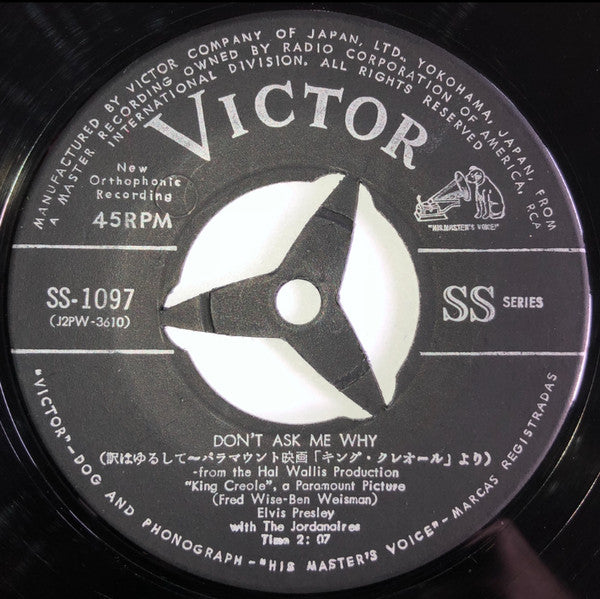 MANUFACTURED BY VICTOR COMPANY OF JAPAN, LTD., YOKOHAMA, JAPAN, FROM
A MASTER RECORDING OWNED BY RADIO CORPORATION OF AMERICA, RCA
INTERNATIONAL DIVISION. ALL RIGHTS RESERVED
VICTOR
New
Orthophonic
Recording
45RPM
"HIS MASTER'S VOICE"
SS-1097
(J2PW-3610)
SS SERIES
DON'T ASK ME WHY
(訳はゆるして〜パラマウント映画「キング・クレオール」より)
-from the Hal Wallis Production
"King Creole", a Paramount Picture
(Fred Wise-Ben Weisman)
Elvis Presley
with The Jordanaires
Time 2:07
"VICTOR"-DOG AND PHONOGRAPH-"HIS MASTER'S VOICE"-MARCAS REGISTRADAS